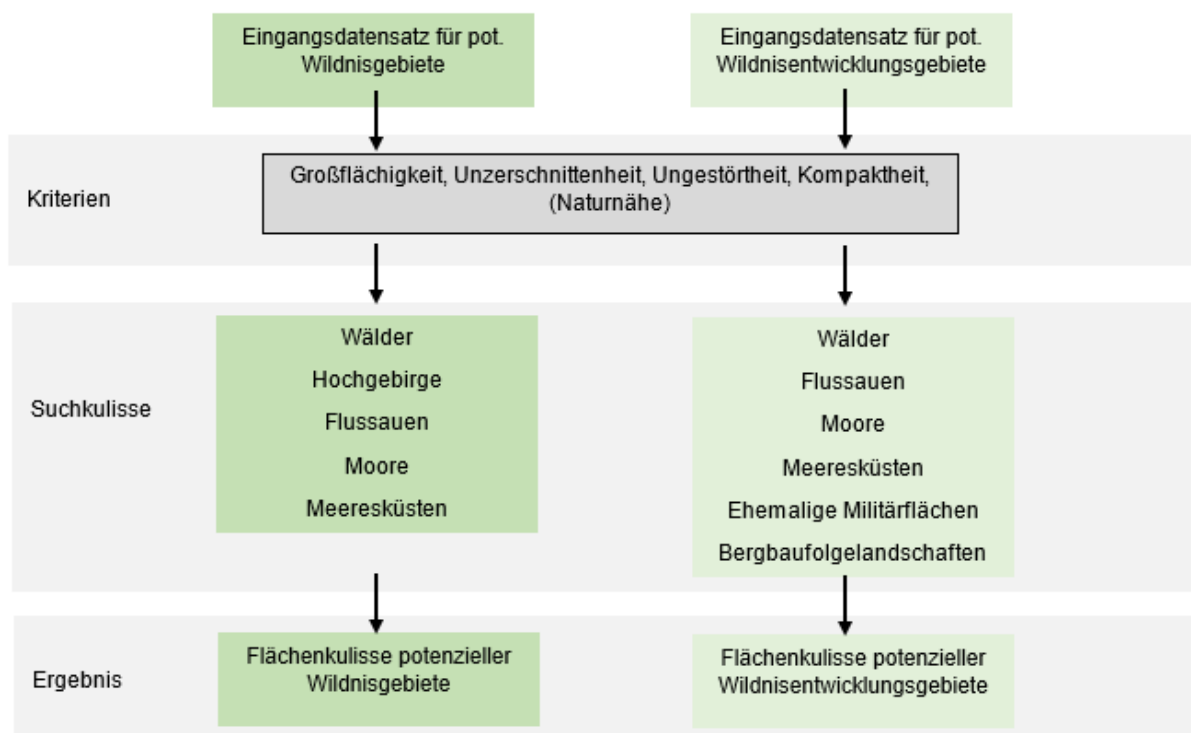 Eingangsdatensatz für pot.
Wildnisgebiete
Eingangsdatensatz für pot.
Wildnisentwicklungsgebiete
Kriterien
Großflächigkeit, Unzerschnittenheit, Ungestörtheit, Kompaktheit,
(Naturnähe)
Suchkulisse
Wälder
Hochgebirge
Flussauen
Moore
Meeresküsten
Wälder
Flussauen
Moore
Meeresküsten
Ehemalige Militärflächen
Bergbaufolgelandschaften
Ergebnis
Flächenkulisse potenzieller
Wildnisgebiete
Flächenkulisse potenzieller
Wildnisentwicklungsgebiete